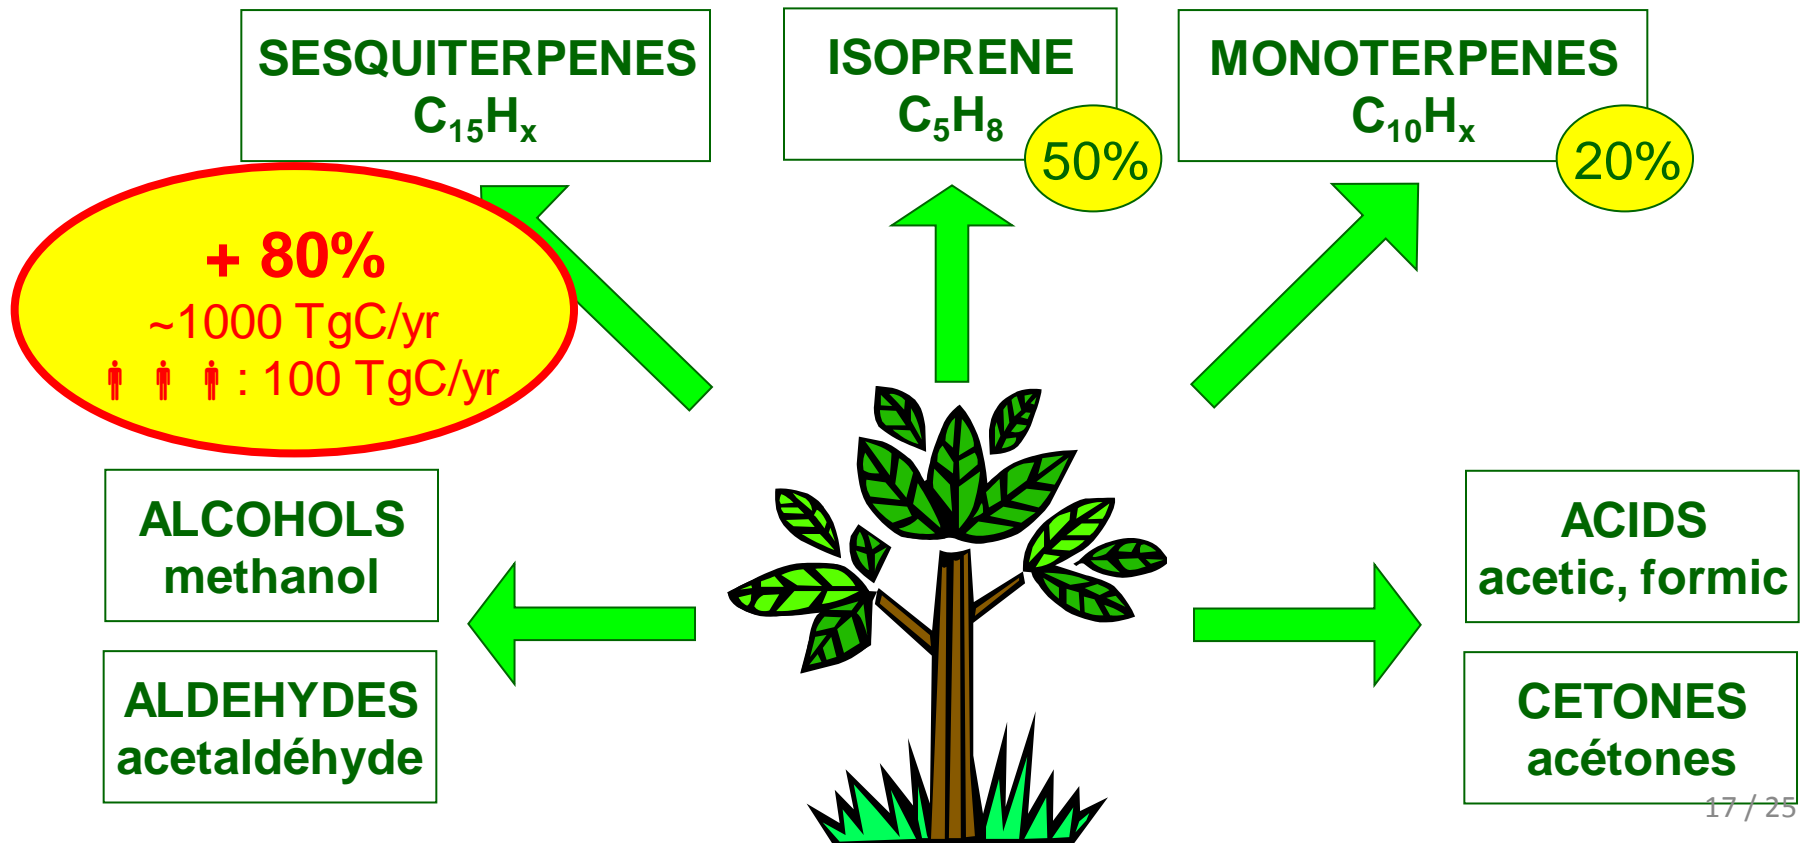 SESQUITERPENES
C₁₅Hₓ
ISOPRENE
C₅H₈
50%
MONOTERPENES
C₁₀Hₓ
20%
+ 80%
~1000 TgC/yr
: 100 TgC/yr
ALCOHOLS
methanol
ALDEHYDES
acetaldéhyde
ACIDS
acetic, formic
CETONES
acétones
17 / 25